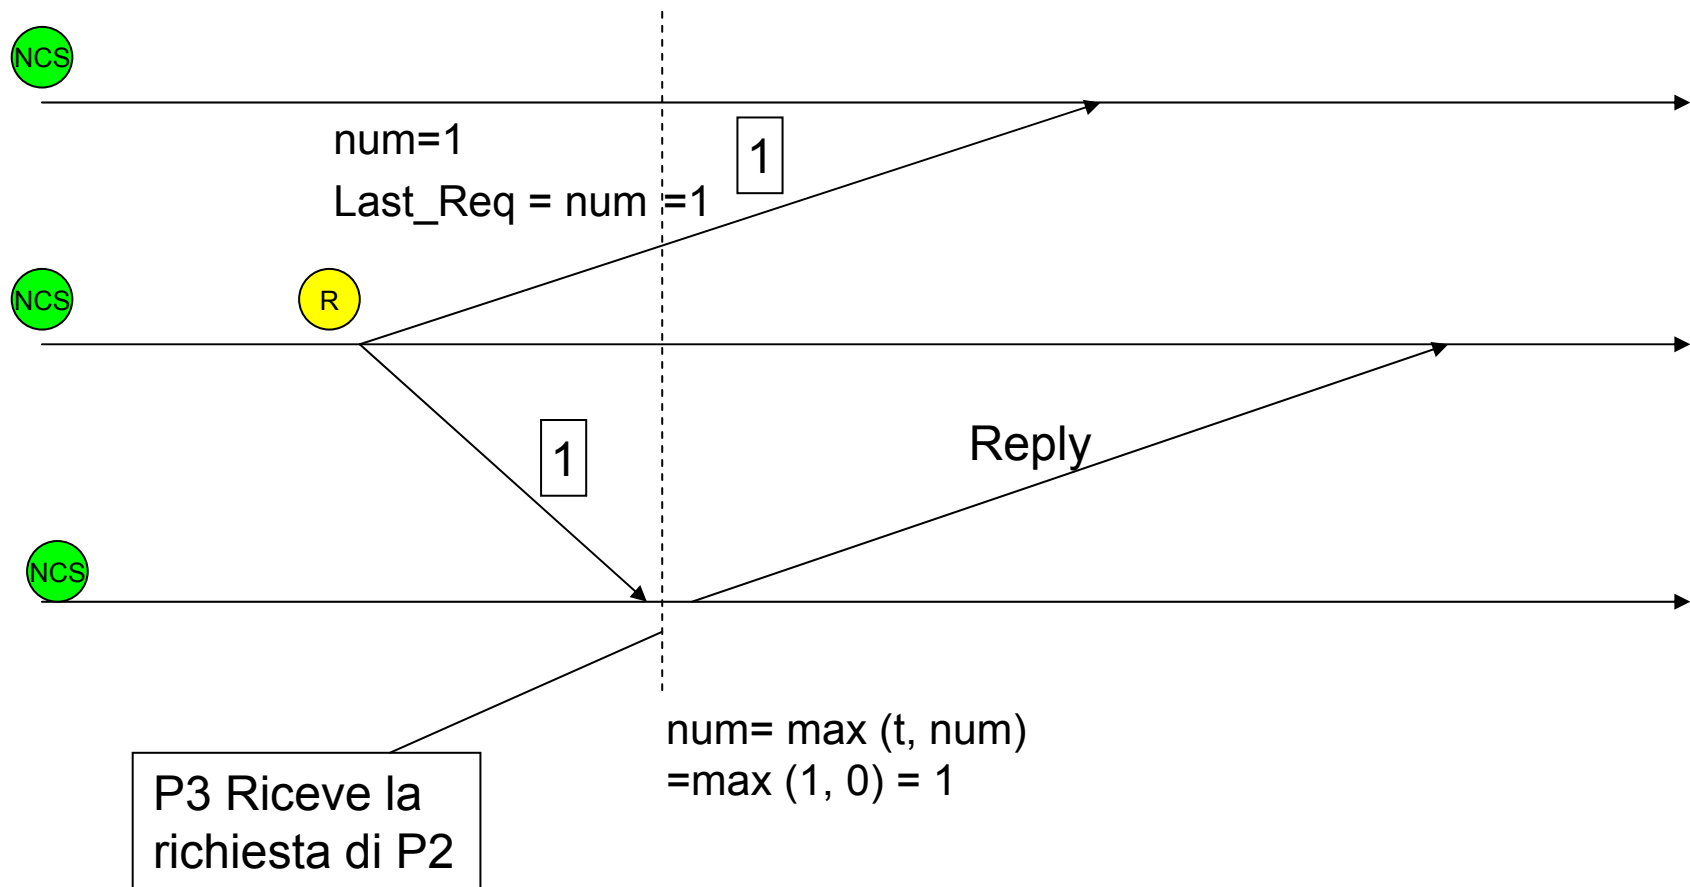 NCS
num=1
1
Last_Req = num =1
NCS
R
1
Reply
NCS
num= max (t, num)
=max (1, 0) = 1
P3 Riceve la
richiesta di P2